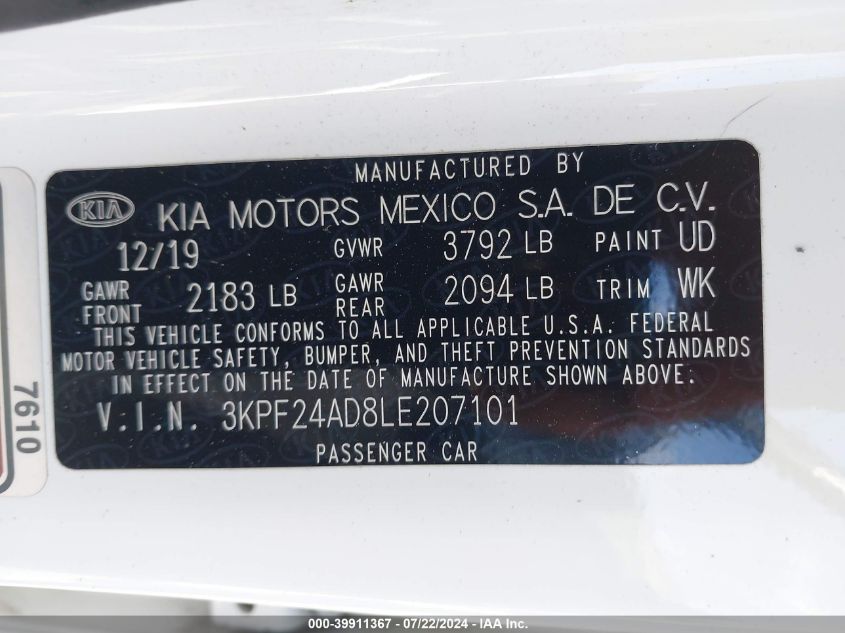 MANUFACTURED BY
KIA KIA MOTORS MEXICO S.A. DE C.V.
12/19 GVWR 3792 LB PAINT UD
GAWR FRONT 2183 LB GAWR REAR 2094 LB TRIM WK
THIS VEHICLE CONFORMS TO ALL APPLICABLE U.S.A. FEDERAL
MOTOR VEHICLE SAFETY, BUMPER, AND THEFT PREVENTION STANDARDS
IN EFFECT ON THE DATE OF MANUFACTURE SHOWN ABOVE.
V.I.N. 3KPF24AD8LE207101
PASSENGER CAR
7610
000-39911367 - 07/22/2024 - IAA Inc.